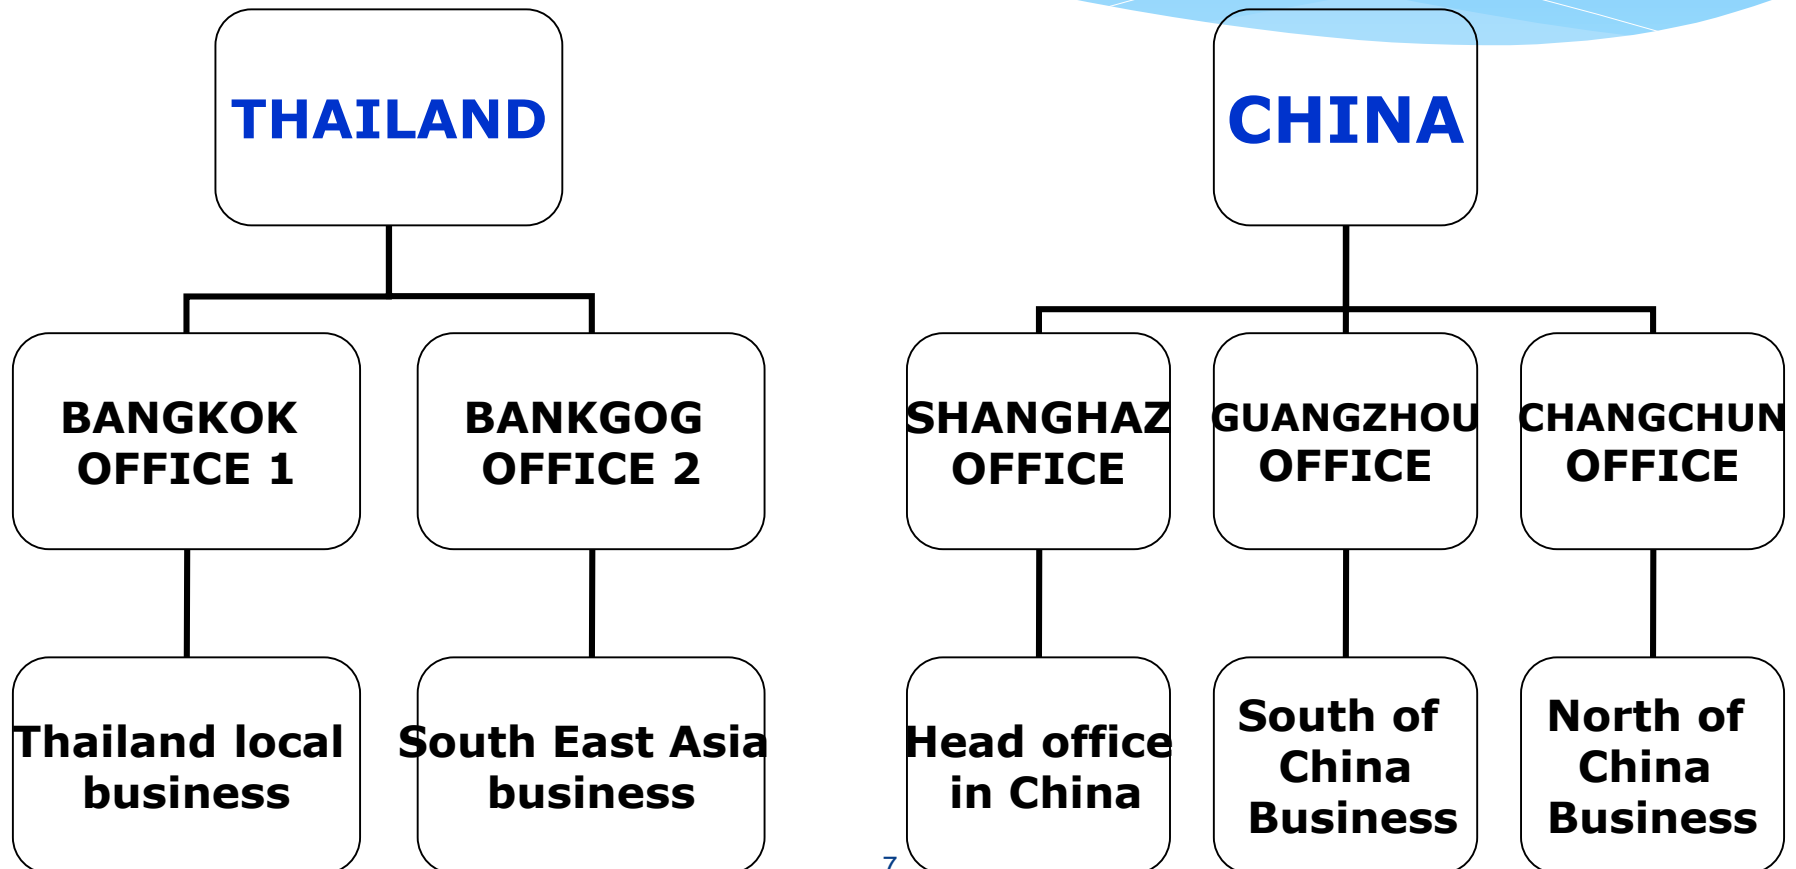 THAILAND
BANGKOK
OFFICE 1
BANKGOG
OFFICE 2
Thailand local
business
South East Asia
business
CHINA
SHANGHAZ
OFFICE
GUANGZHOU
OFFICE
CHANGCHUN
OFFICE
Head office
in China
South of
China
Business
North of
China
Business
7